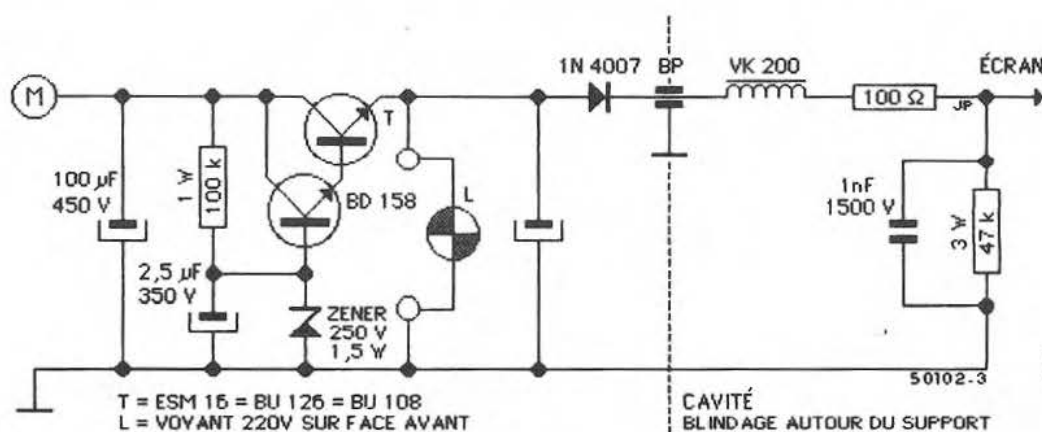 1N 4007
BP
VK 200
ÉCRAN
M
100 Ω
JP
T
100 µF
450 V
1 W
100 k
BD 158
L
1nF
1500 V
3 W
47 k
2,5 µF
350 V
ZENER
250 V
1,5 W
50102-3
T = ESM 16 = BU 126 = BU 108
L = VOYANT 220V SUR FACE AVANT
CAVITÉ
BLINDAGE AUTOUR DU SUPPORT